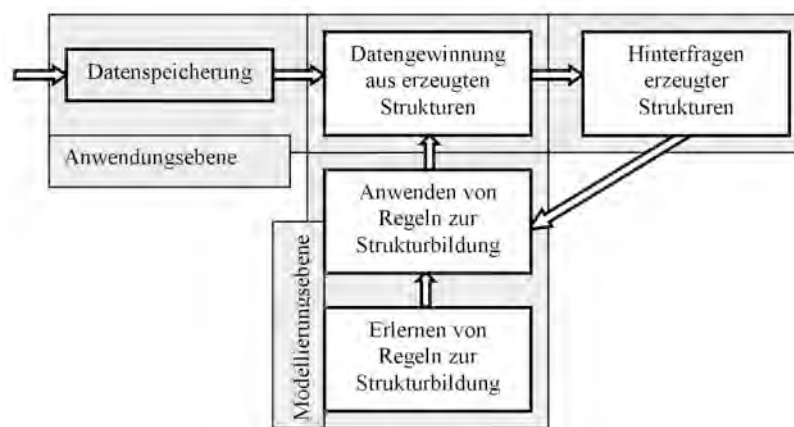 Datenspeicherung
Datengewinnung
aus erzeugten
Strukturen
Hinterfragen
erzeugter
Strukturen
Anwendungsebene
Anwenden von
Regeln zur
Strukturbildung
Modellierungsebene
Erlernen von
Regeln zur
Strukturbildung